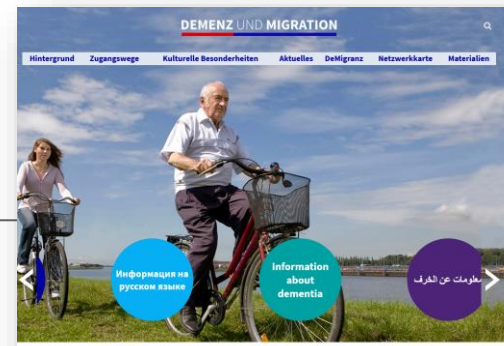 DEMENZ UND MIGRATION
Hintergrund Zugangswege Kulturelle Besonderheiten Aktuelles DeMigranz Netzwerkkarte Materialien
Информация на
русском языке
Information
about
dementia
معلومات عن الخرف